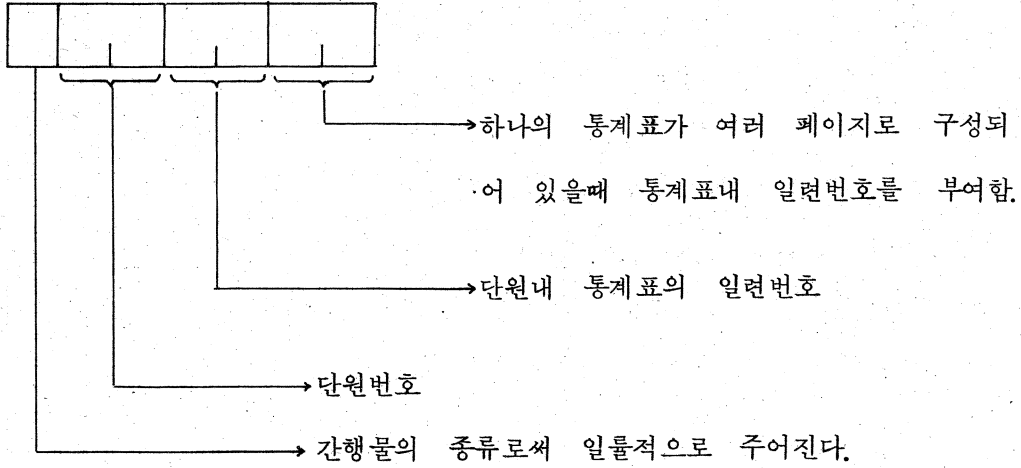 하나의 통계표가 여러 페이지로 구성되
어 있을때 통계표내 일련번호를 부여함.
단원내 통계표의 일련번호
단원번호
간행물의 종류로써 일률적으로 주어진다.